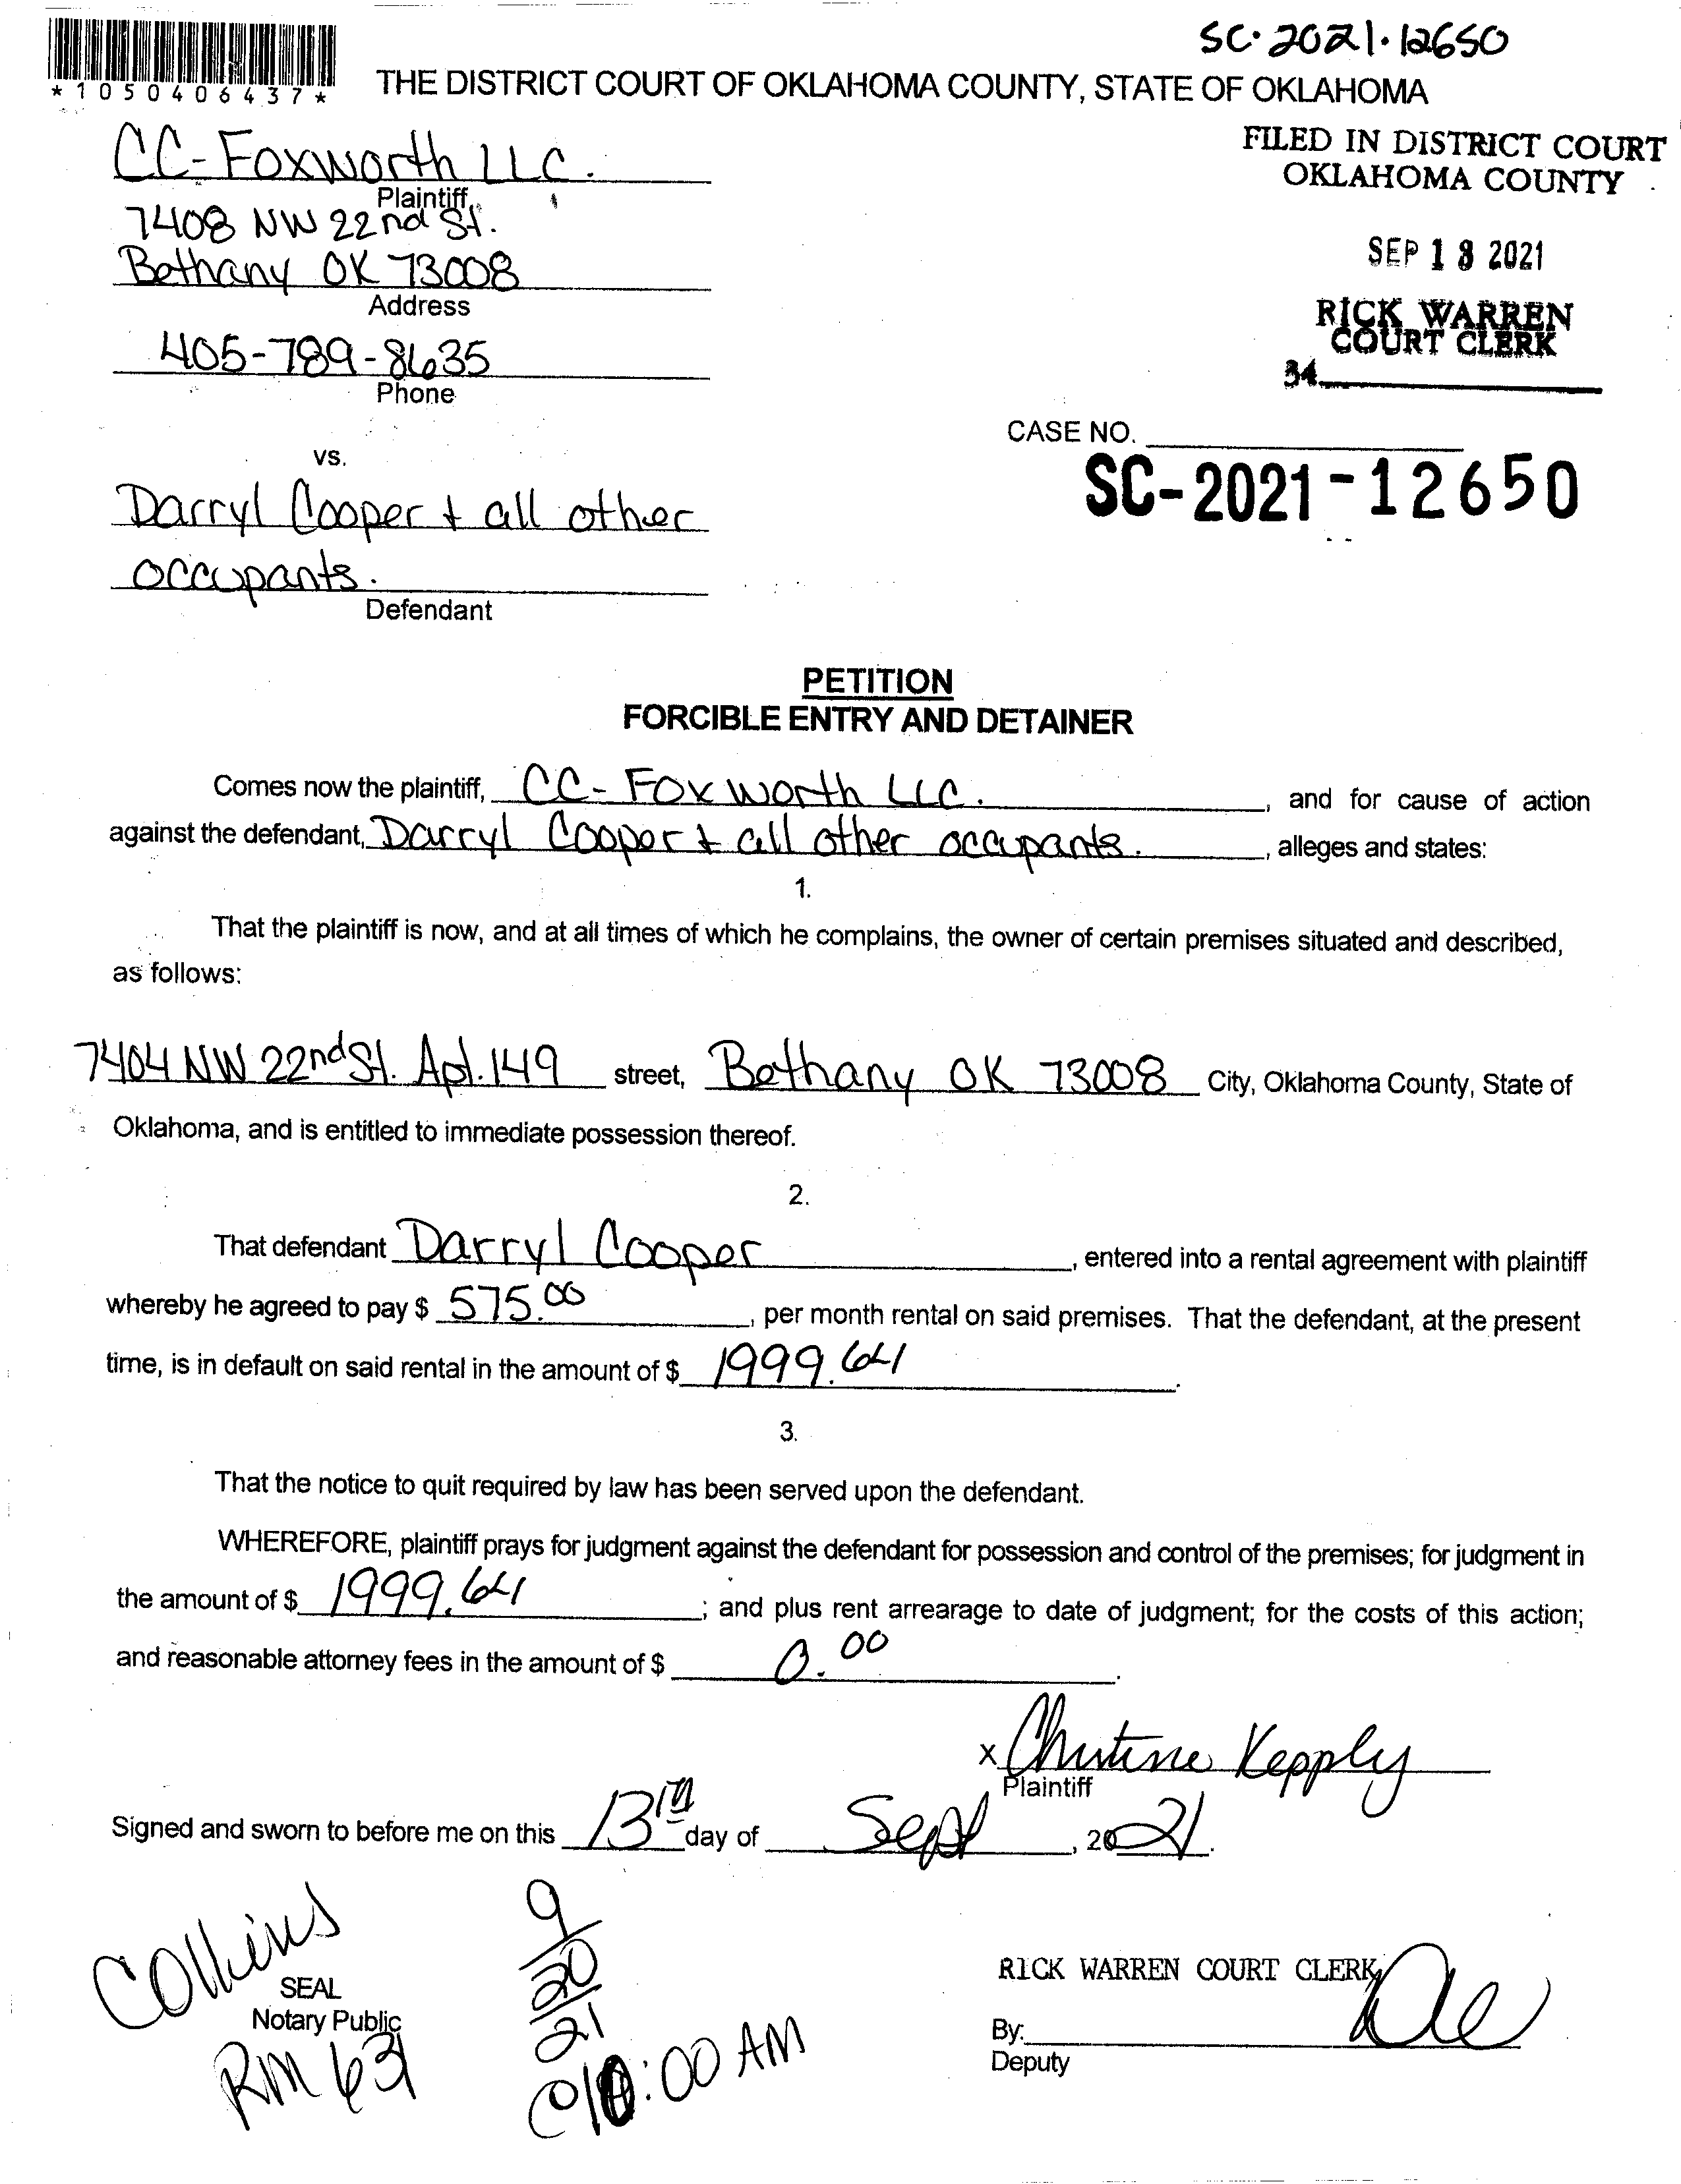 SC·2021·12650
*1050406437*
THE DISTRICT COURT OF OKLAHOMA COUNTY, STATE OF OKLAHOMA
FILED IN DISTRICT COURT
OKLAHOMA COUNTY
SEP 13 2021
RICK WARREN
COURT CLERK
34
CC-Foxworth LLC.
Plaintiff
7408 NW 22nd St.
Bethany OK 73008
Address
405-789-8635
Phone
CASE NO.
SC-2021-12650
vs.
Darryl Cooper + all other
occupants.
Defendant
PETITION
FORCIBLE ENTRY AND DETAINER
Comes now the plaintiff, CC-Foxworth LLC. , and for cause of action
against the defendant, Darryl Cooper + all other occupants. , alleges and states:
1.
That the plaintiff is now, and at all times of which he complains, the owner of certain premises situated and described,
as follows:
7404 NW 22nd St. Apt. 149 street, Bethany OK 73008 City, Oklahoma County, State of
Oklahoma, and is entitled to immediate possession thereof.
2.
That defendant Darryl Cooper , entered into a rental agreement with plaintiff
whereby he agreed to pay $ 575.00 , per month rental on said premises. That the defendant, at the present
time, is in default on said rental in the amount of $ 1999.64 .
3.
That the notice to quit required by law has been served upon the defendant.
WHEREFORE, plaintiff prays for judgment against the defendant for possession and control of the premises; for judgment in
the amount of $ 1999.64 ; and plus rent arrearage to date of judgment; for the costs of this action;
and reasonable attorney fees in the amount of $ 0.00 .
x Christine Kepply
Plaintiff
Signed and sworn to before me on this 13th day of Sept , 2021.
Collins
SEAL
Notary Public
RM 631
9/20/21
@10:00 AM
RICK WARREN COURT CLERK
By:
Deputy